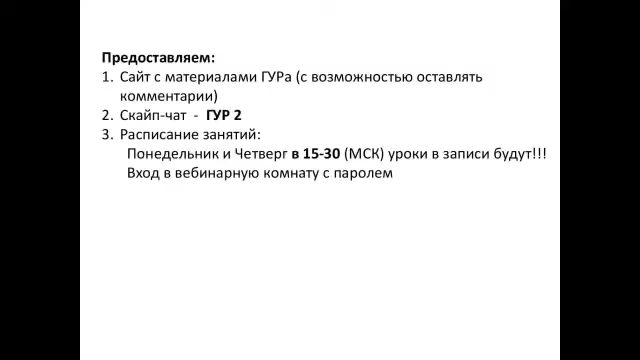 Предоставляем:
1. Сайт с материалами ГУРа (с возможностью оставлять
комментарии)
2. Скайп-чат - ГУР 2
3. Расписание занятий:
Понедельник и Четверг в 15-30 (МСК) уроки в записи будут!!!
Вход в вебинарную комнату с паролем